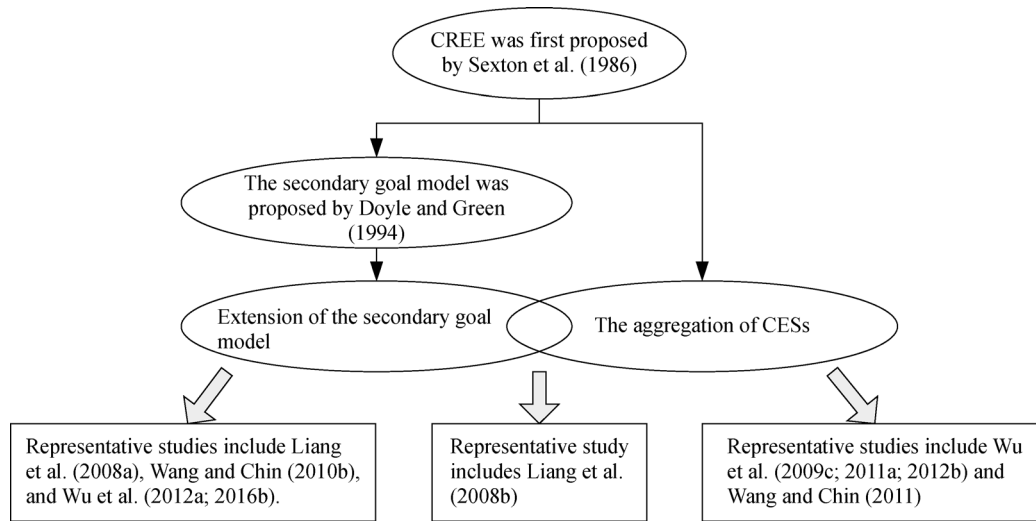 CREE was first proposed
by Sexton et al. (1986)
The secondary goal model was
proposed by Doyle and Green
(1994)
Extension of the secondary goal
model
The aggregation of CESs
Representative studies include Liang
et al. (2008a), Wang and Chin (2010b),
and Wu et al. (2012a; 2016b).
Representative study
includes Liang et al.
(2008b)
Representative studies include Wu
et al. (2009c; 2011a; 2012b) and
Wang and Chin (2011)